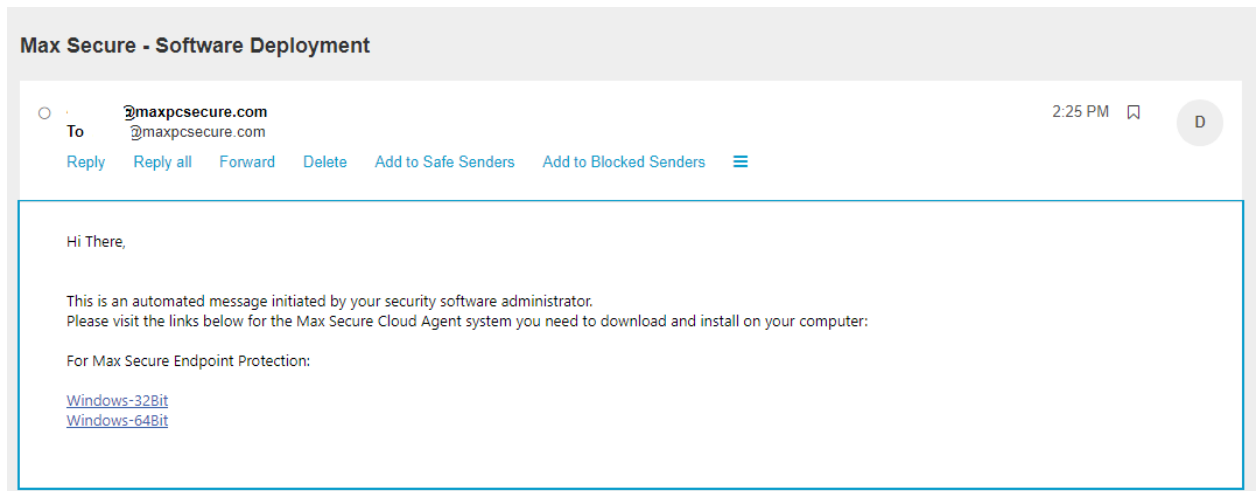 Max Secure - Software Deployment
@maxpcsecure.com
2:25 PM
D
To @maxpcsecure.com
Reply Reply all Forward Delete Add to Safe Senders Add to Blocked Senders
Hi There,
This is an automated message initiated by your security software administrator.
Please visit the links below for the Max Secure Cloud Agent system you need to download and install on your computer:
For Max Secure Endpoint Protection:
Windows-32Bit
Windows-64Bit